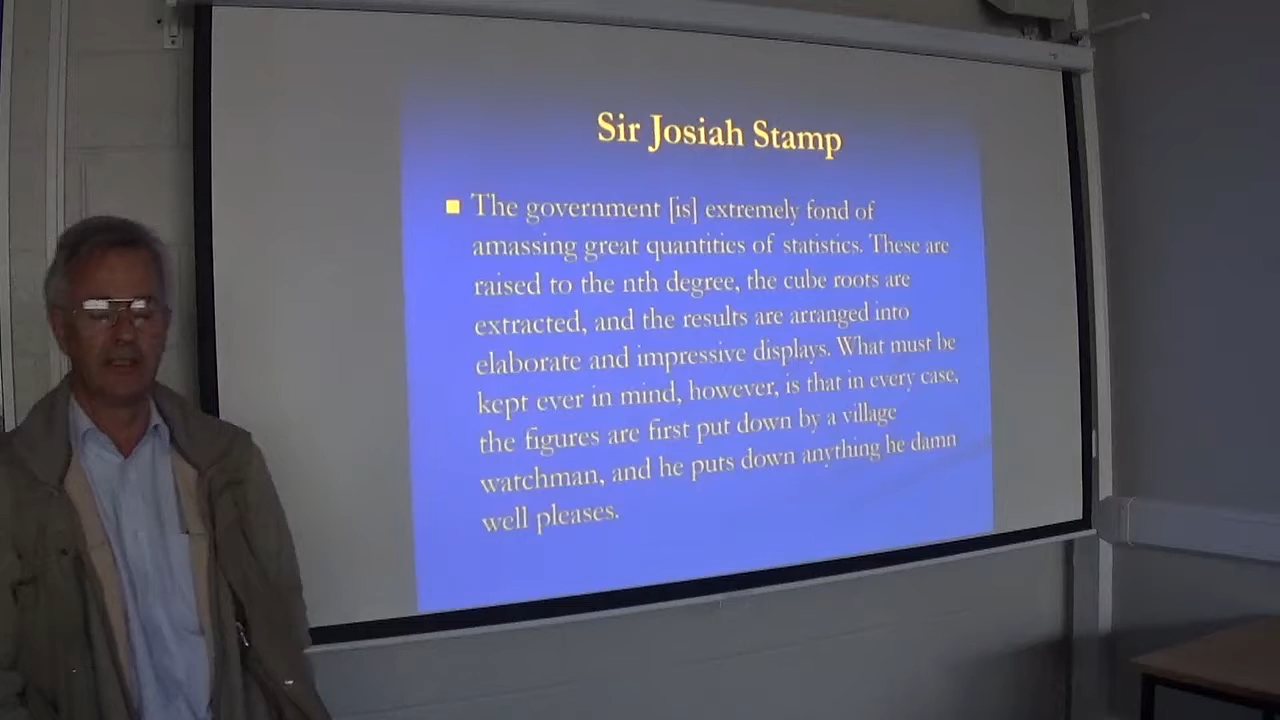 Sir Josiah Stamp
The government [is] extremely fond of
amassing great quantities of statistics. These are
raised to the nth degree, the cube roots are
extracted, and the results are arranged into
elaborate and impressive displays. What must be
kept ever in mind, however, is that in every case,
the figures are first put down by a village
watchman, and he puts down anything he damn
well pleases.